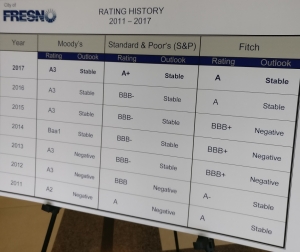 City of
FRESNO
RATING HISTORY
2011 – 2017
Moody's Standard & Poor's (S&P) Fitch
Year Rating Outlook Rating Outlook Rating Outlook
2017 A3 Stable A+ Stable A Stable
2016 A3 Stable BBB- Stable A Stable
2015 A3 Stable BBB- Stable BBB+ Negative
2014 Baa1 Stable BBB- Stable BBB+ Negative
2013 A3 Negative BBB- Stable BBB+ Negative
2012 A3 Negative BBB Stable A- Negative
2011 A2 Negative A Stable A Negative